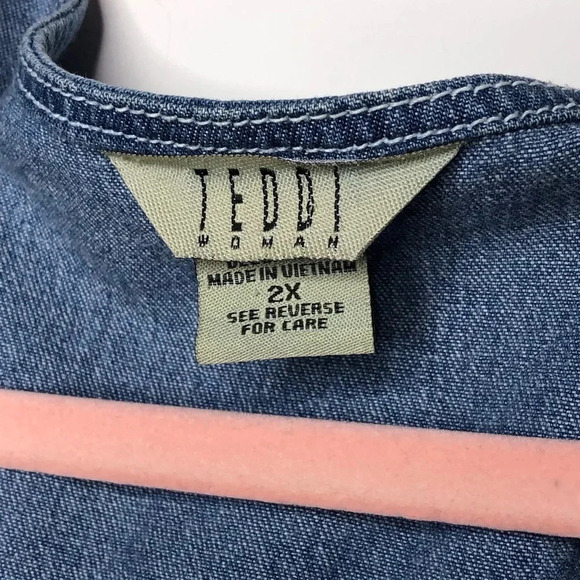 TEDDI
WOMAN
MADE IN VIETNAM
2X
SEE REVERSE
FOR CARE